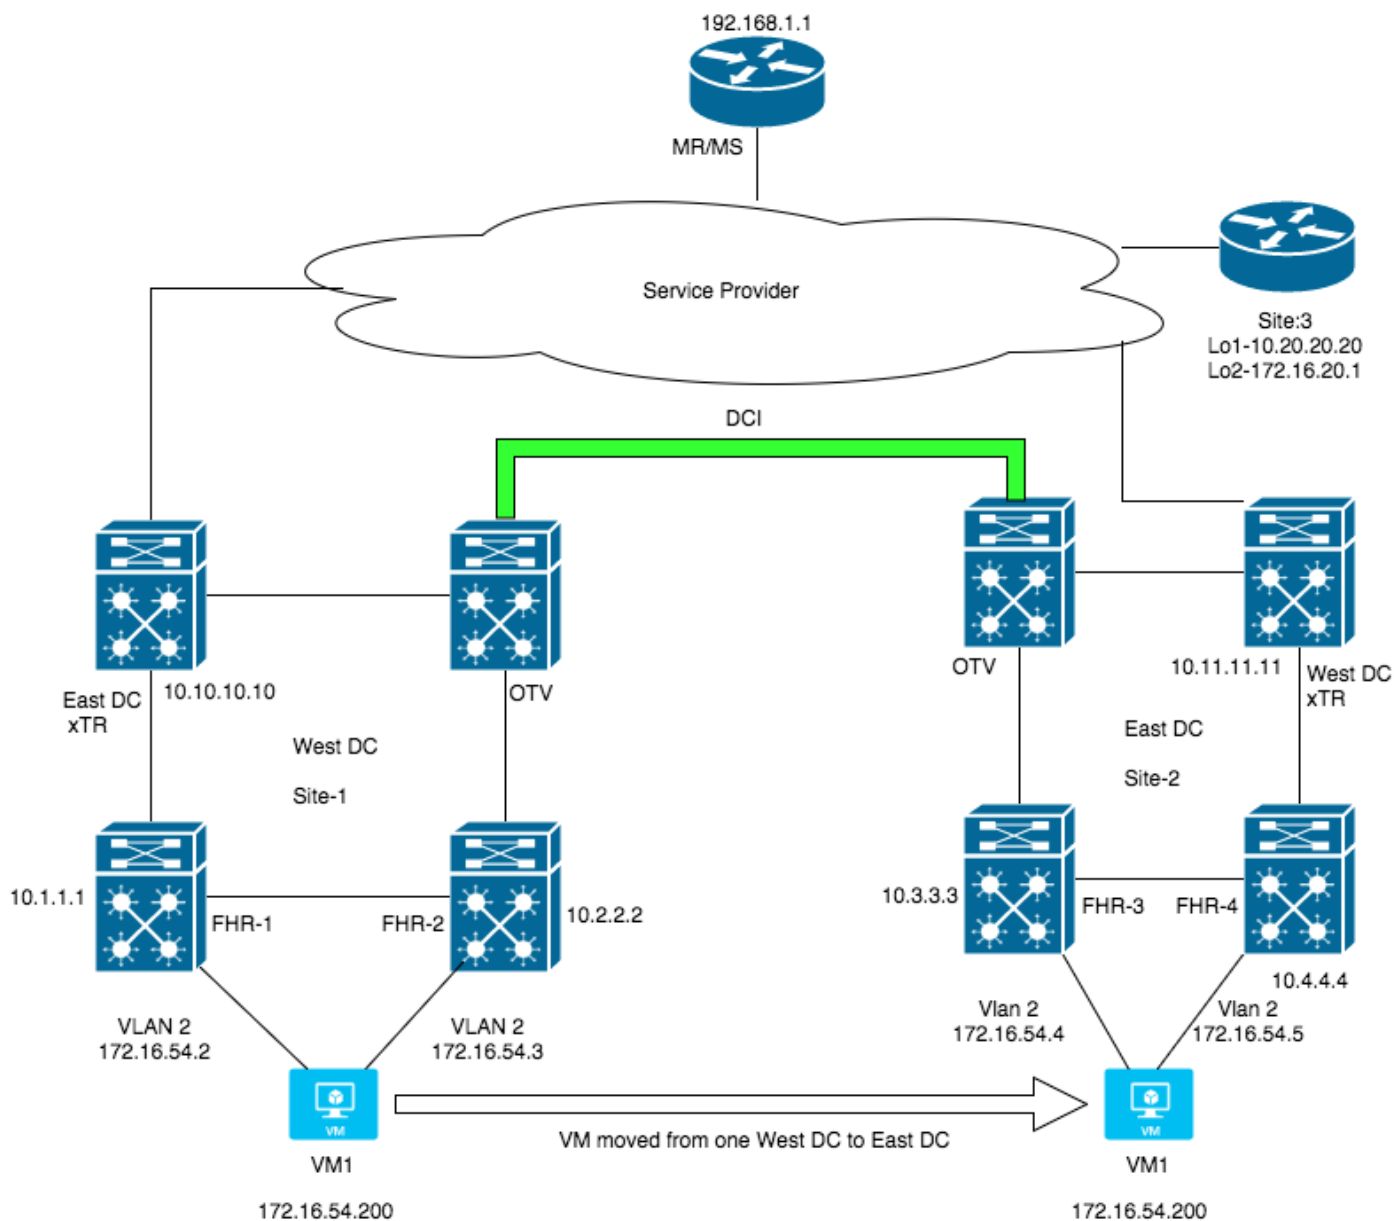 192.168.1.1
MR/MS
Service Provider
Site:3
Lo1-10.20.20.20
Lo2-172.16.20.1
DCI
East DC
xTR
10.10.10.10
OTV
OTV
10.11.11.11
West DC
xTR
West DC
Site-1
East DC
Site-2
10.1.1.1
FHR-1
FHR-2
10.2.2.2
10.3.3.3
FHR-3
FHR-4
10.4.4.4
VLAN 2
172.16.54.2
VLAN 2
172.16.54.3
Vlan 2
172.16.54.4
Vlan 2
172.16.54.5
VM
VM
VM moved from one West DC to East DC
VM1
172.16.54.200
VM1
172.16.54.200